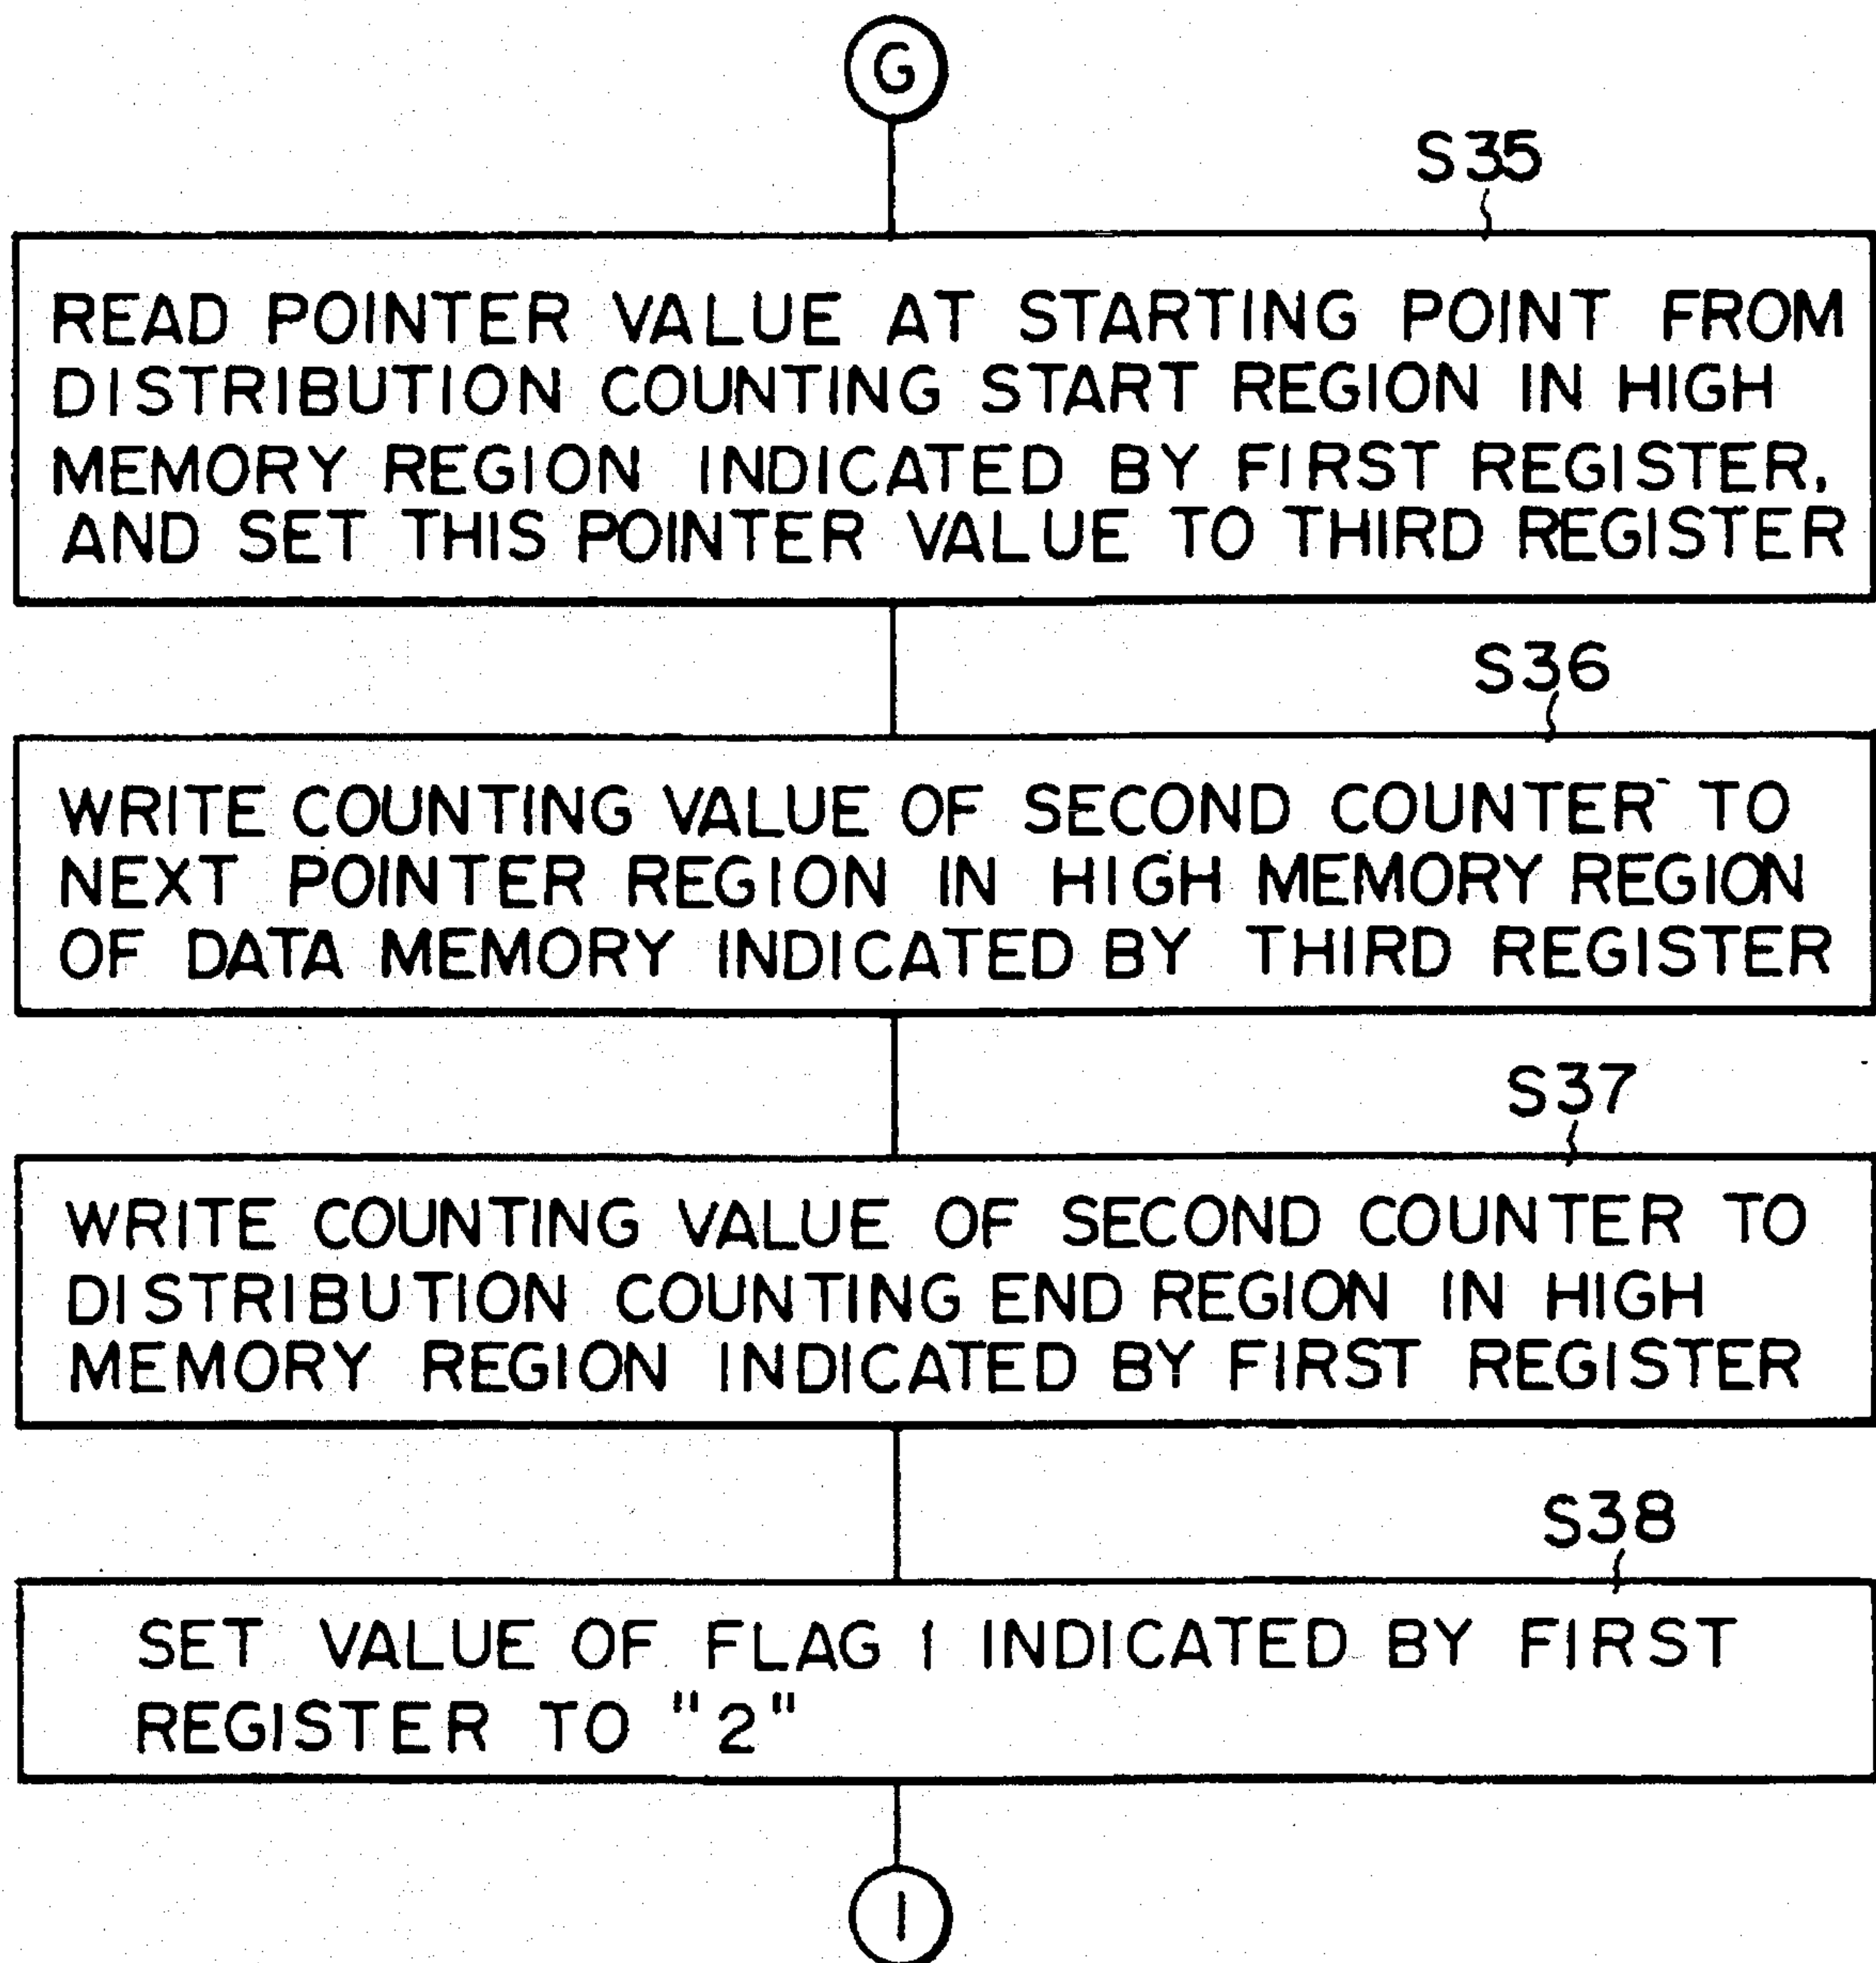 G
S35
READ POINTER VALUE AT STARTING POINT FROM
DISTRIBUTION COUNTING START REGION IN HIGH
MEMORY REGION INDICATED BY FIRST REGISTER,
AND SET THIS POINTER VALUE TO THIRD REGISTER
S36
WRITE COUNTING VALUE OF SECOND COUNTER TO
NEXT POINTER REGION IN HIGH MEMORY REGION
OF DATA MEMORY INDICATED BY THIRD REGISTER
S37
WRITE COUNTING VALUE OF SECOND COUNTER TO
DISTRIBUTION COUNTING END REGION IN HIGH
MEMORY REGION INDICATED BY FIRST REGISTER
S38
SET VALUE OF FLAG 1 INDICATED BY FIRST
REGISTER TO "2"
I